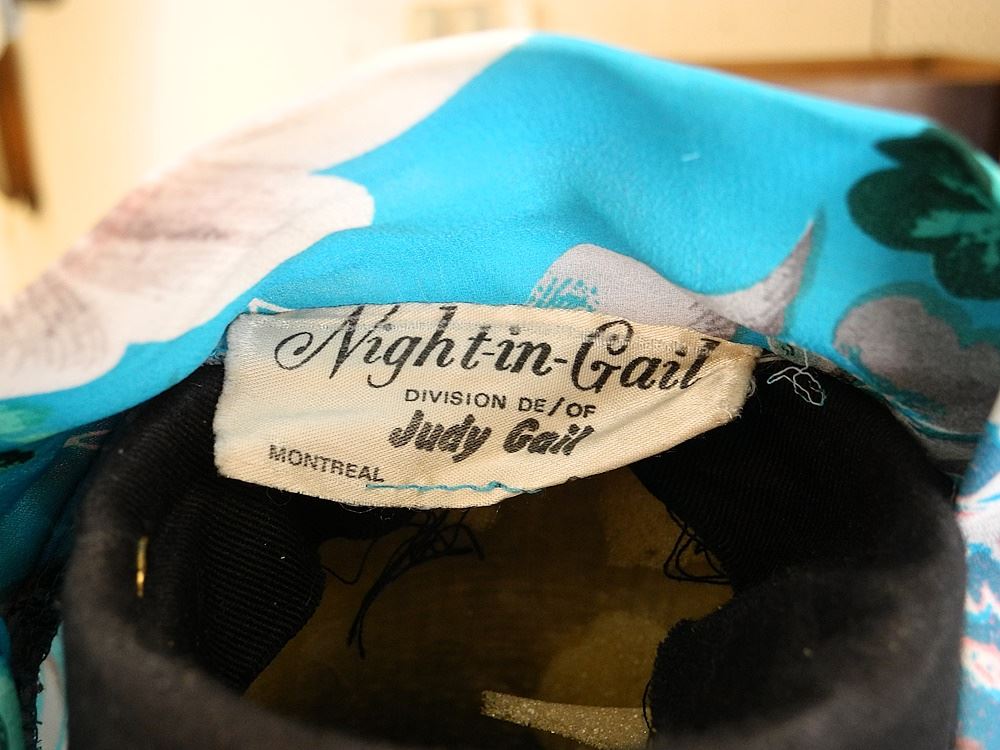 Night-in-Gail
DIVISION DE/OF
Judy Gail
MONTREAL